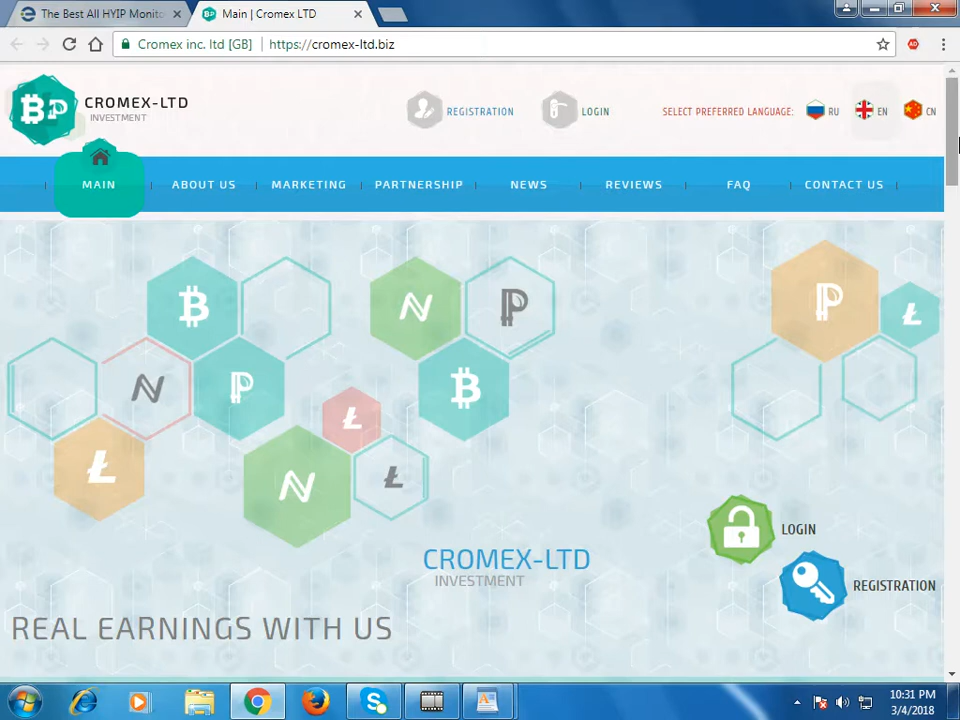 The Best All HYIP Monito
Main | Cromex LTD
Cromex inc. ltd [GB]
https://cromex-ltd.biz
CROMEX-LTD
INVESTMENT
REGISTRATION
LOGIN
SELECT PREFERRED LANGUAGE:
RU
EN
CN
MAIN
ABOUT US
MARKETING
PARTNERSHIP
NEWS
REVIEWS
FAQ
CONTACT US
LOGIN
CROMEX-LTD
INVESTMENT
REGISTRATION
REAL EARNINGS WITH US
10:31 PM
3/4/2018